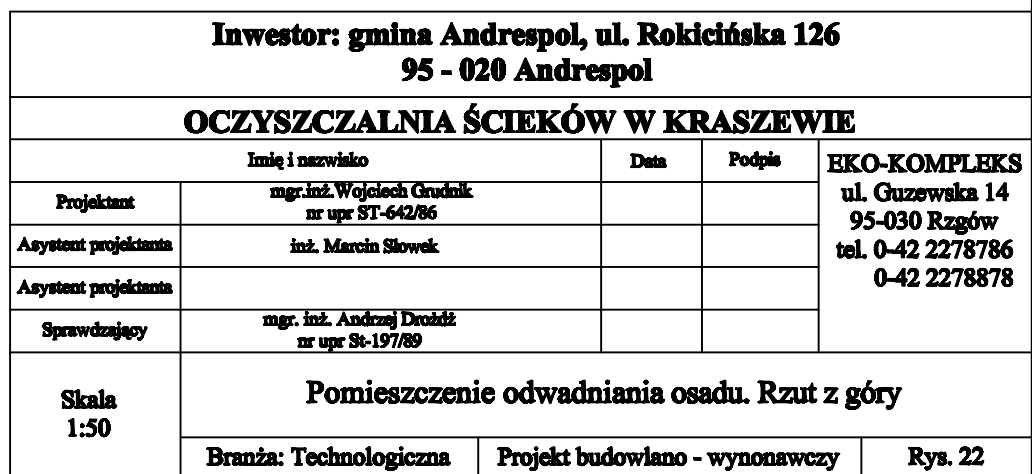 Inwestor: gmina Andrespol, ul. Rokicińska 126
95 - 020 Andrespol
OCZYSZCZALNIA ŚCIEKÓW W KRASZEWIE
Imię i nazwisko
Data
Podpis
EKO-KOMPLEKS
ul. Guzewska 14
95-030 Rzgów
tel. 0-42 2278786
0-42 2278878
Projektant
mgr.inż.Wojciech Grudnik
nr upr ST-642/86
Asystent projektanta
inż. Marcin Słowek
Asystent projektanta
Sprawdzający
mgr. inż. Andrzej Drożdż
nr upr St-197/89
Skala
1:50
Pomieszczenie odwadniania osadu. Rzut z góry
Branża: Technologiczna
Projekt budowlano - wynonawczy
Rys. 22